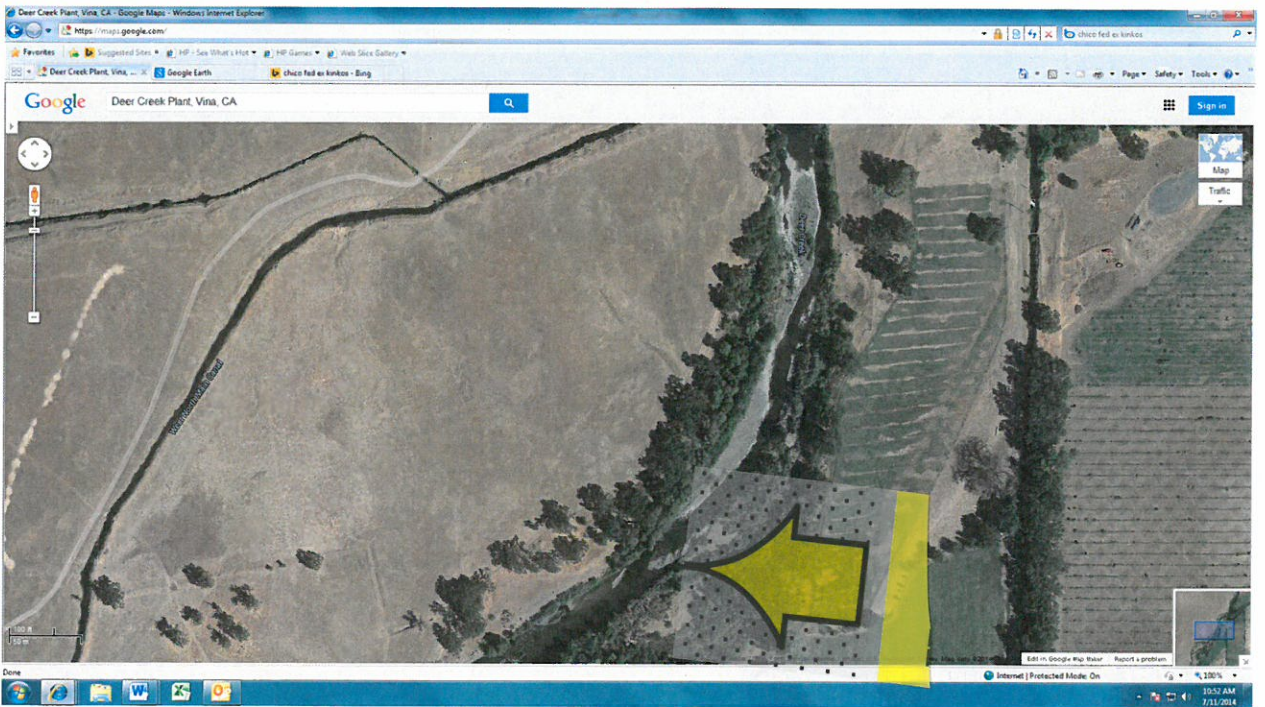 Deer Creek Plant, Vina, CA - Google Maps - Windows Internet Explorer
https://maps.google.com/
chico fed ex kinkos
Favorites Suggested Sites HP - See What's Hot HP Games Web Slice Gallery
Deer Creek Plant, Vina, ... Google Earth chico fed ex kinkos - Bing
Page Safety Tools
Google Deer Creek Plant, Vina, CA Sign in
Map
Traffic
Main Canal
100 ft
50 m
Edit in Google Map Maker Report a problem
Done Internet | Protected Mode: On 100%
10:52 AM
7/11/2014